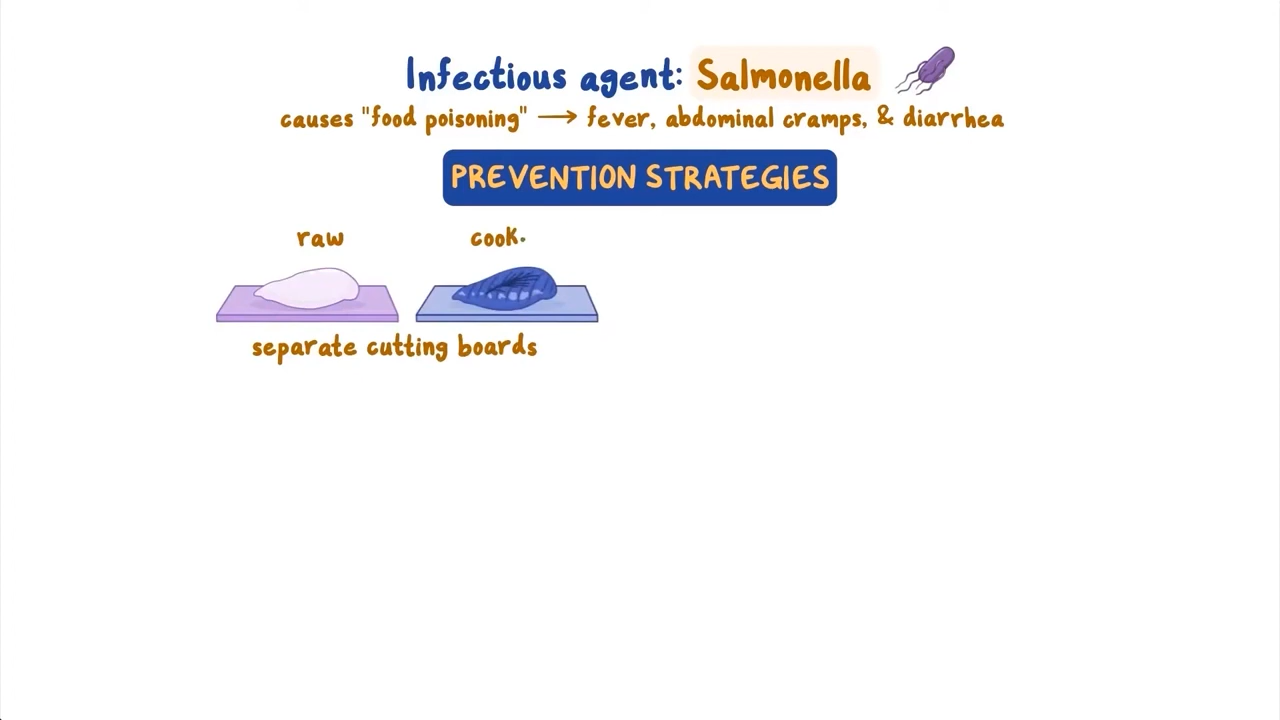 Infectious agent: Salmonella
causes "food poisoning" → fever, abdominal cramps, & diarrhea
PREVENTION STRATEGIES
raw cook
separate cutting boards